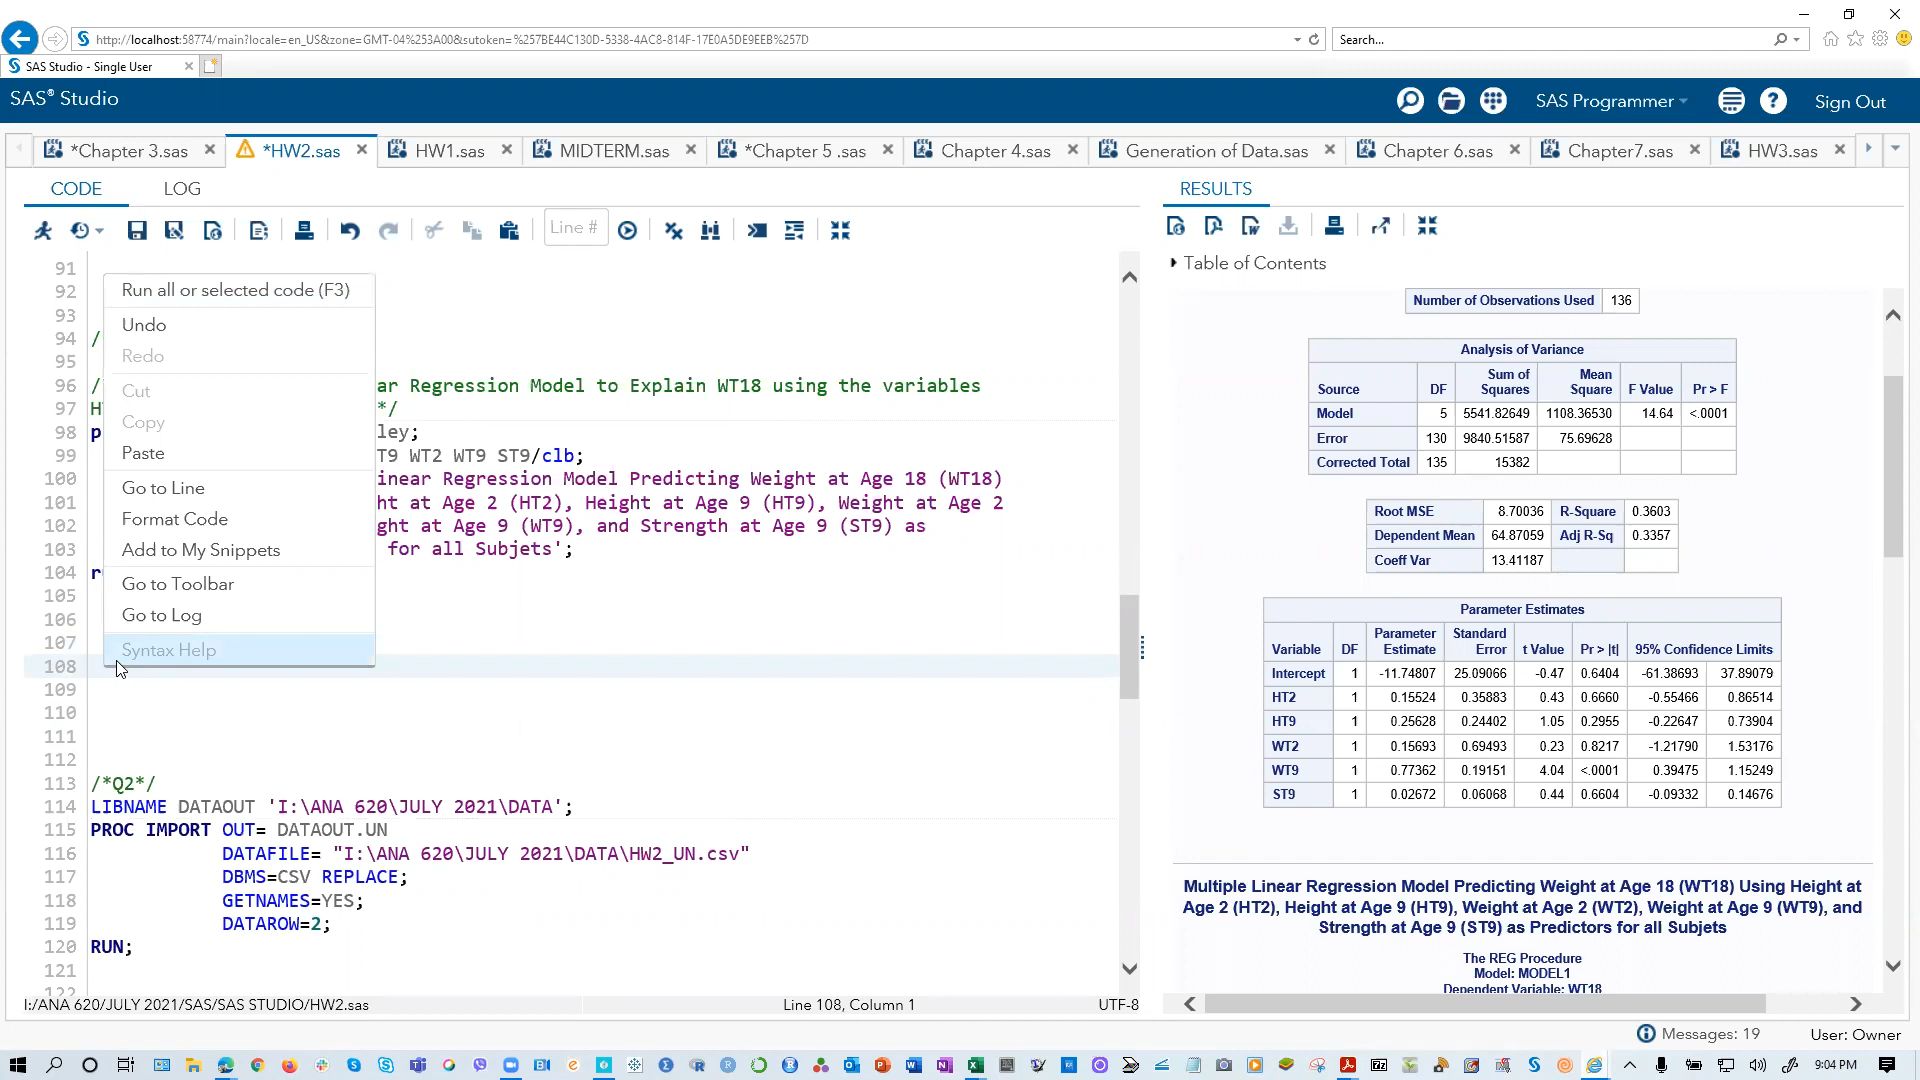 http://localhost:58774/main?locale=en_US&zone=GMT-04%253A00&sutoken=%257BE44C130D-5338-4AC8-814F-17E0A5DE9EEB%257D
Search...
SAS Studio - Single User
SAS® Studio
SAS Programmer
Sign Out
*Chapter 3.sas
*HW2.sas
HW1.sas
MIDTERM.sas
*Chapter 5 .sas
Chapter 4.sas
Generation of Data.sas
Chapter 6.sas
Chapter7.sas
HW3.sas
CODE LOG
Line #
91
92
93
94 /
95
96 / ar Regression Model to Explain WT18 using the variables
97 H */
98 p ley;
99 T9 WT2 WT9 ST9/clb;
100 inear Regression Model Predicting Weight at Age 18 (WT18)
101 ht at Age 2 (HT2), Height at Age 9 (HT9), Weight at Age 2
102 ght at Age 9 (WT9), and Strength at Age 9 (ST9) as
103 for all Subjets';
104 r
105
106
107
108
109
110
111
112
113 /*Q2*/
114 LIBNAME DATAOUT 'I:\ANA 620\JULY 2021\DATA';
115 PROC IMPORT OUT= DATAOUT.UN
116 DATAFILE= "I:\ANA 620\JULY 2021\DATA\HW2_UN.csv"
117 DBMS=CSV REPLACE;
118 GETNAMES=YES;
119 DATAROW=2;
120 RUN;
121
122
Run all or selected code (F3)
Undo
Redo
Cut
Copy
Paste
Go to Line
Format Code
Add to My Snippets
Go to Toolbar
Go to Log
Syntax Help
I:/ANA 620/JULY 2021/SAS/SAS STUDIO/HW2.sas
Line 108, Column 1
UTF-8
RESULTS
Table of Contents
Number of Observations Used 136
Analysis of Variance
Source DF Sum of Squares Mean Square F Value Pr > F
Model 5 5541.82649 1108.36530 14.64 <.0001
Error 130 9840.51587 75.69628
Corrected Total 135 15382
Root MSE 8.70036 R-Square 0.3603
Dependent Mean 64.87059 Adj R-Sq 0.3357
Coeff Var 13.41187
Parameter Estimates
Variable DF Parameter Estimate Standard Error t Value Pr > |t| 95% Confidence Limits
Intercept 1 -11.74807 25.09066 -0.47 0.6404 -61.38693 37.89079
HT2 1 0.15524 0.35883 0.43 0.6660 -0.55466 0.86514
HT9 1 0.25628 0.24402 1.05 0.2955 -0.22647 0.73904
WT2 1 0.15693 0.69493 0.23 0.8217 -1.21790 1.53176
WT9 1 0.77362 0.19151 4.04 <.0001 0.39475 1.15249
ST9 1 0.02672 0.06068 0.44 0.6604 -0.09332 0.14676
Multiple Linear Regression Model Predicting Weight at Age 18 (WT18) Using Height at
Age 2 (HT2), Height at Age 9 (HT9), Weight at Age 2 (WT2), Weight at Age 9 (WT9), and
Strength at Age 9 (ST9) as Predictors for all Subjets
The REG Procedure
Model: MODEL1
Dependent Variable: WT18
Messages: 19
User: Owner
9:04 PM